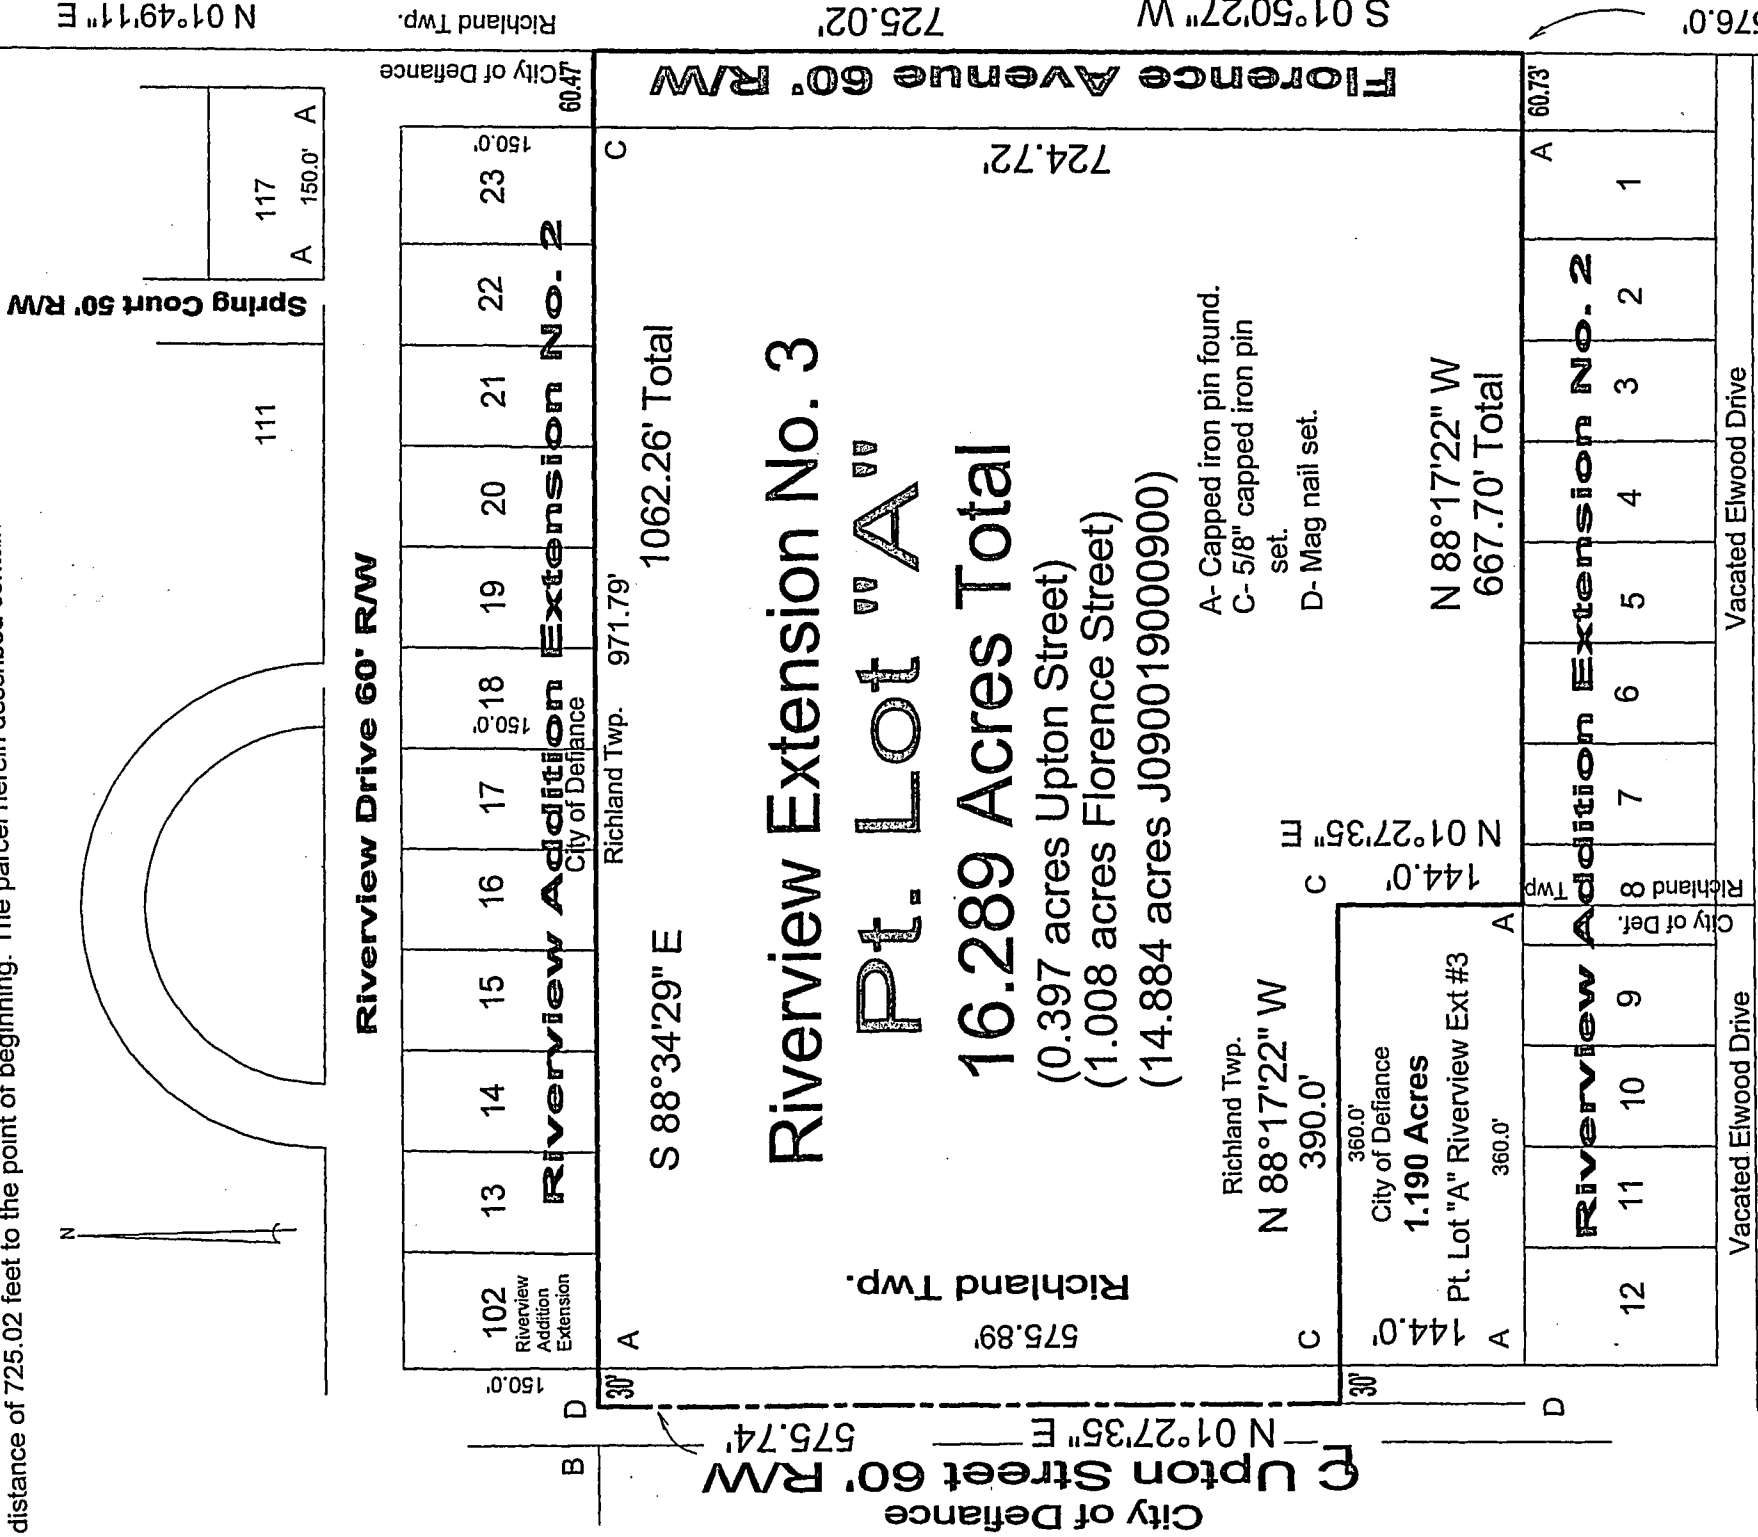 distance of 725.02 feet to the point of beginning. The parcel herein described
N 01°49'11" E
Richland Twp.
725.02'
S 01°50'27" W
City of Defiance
60.47'
Florence Avenue 60' R/W
60.73'
A
117
150.0'
A
Spring Court 50' R/W
111
Riverview Drive 60' R/W
N
150.0'
23
22
21
20
19
18
150.0'
17
16
15
14
13
102
Riverview
Addition
Extension
150.0'
Riverview Addition Extension No. 2
City of Defiance
Richland Twp.
971.79'
1062.26' Total
S 88°34'29" E
C
724.72'
A
Riverview Extension No. 3
Pt. Lot "A"
16.289 Acres Total
(0.397 acres Upton Street)
(1.008 acres Florence Street)
(14.884 acres J090019000900)
A- Capped iron pin found.
C- 5/8" capped iron pin
set.
D- Mag nail set.
N 88°17'22" W
667.70' Total
N 01°27'35" E
144.0'
C
Richland Twp.
N 88°17'22" W
390.0'
360.0'
City of Defiance
1.190 Acres
Pt. Lot "A" Riverview Ext #3
360.0'
A
144.0'
A
Richland Twp.
575.89'
A
C
30'
30'
D
D
B
575.74'
N 01°27'35" E
City of Defiance
Upton Street 60' R/W
Riverview Addition Extension No. 2
1
2
3
4
5
6
7
8
9
10
11
12
Richland
Twp
City of Def.
Vacated Elwood Drive
Vacated Elwood Drive